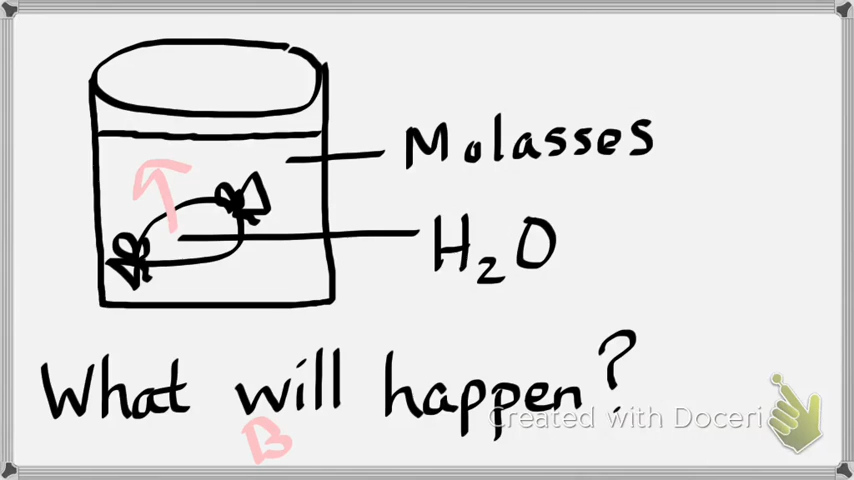 Molasses
H₂O
What will happen?
Created with Doceri
B